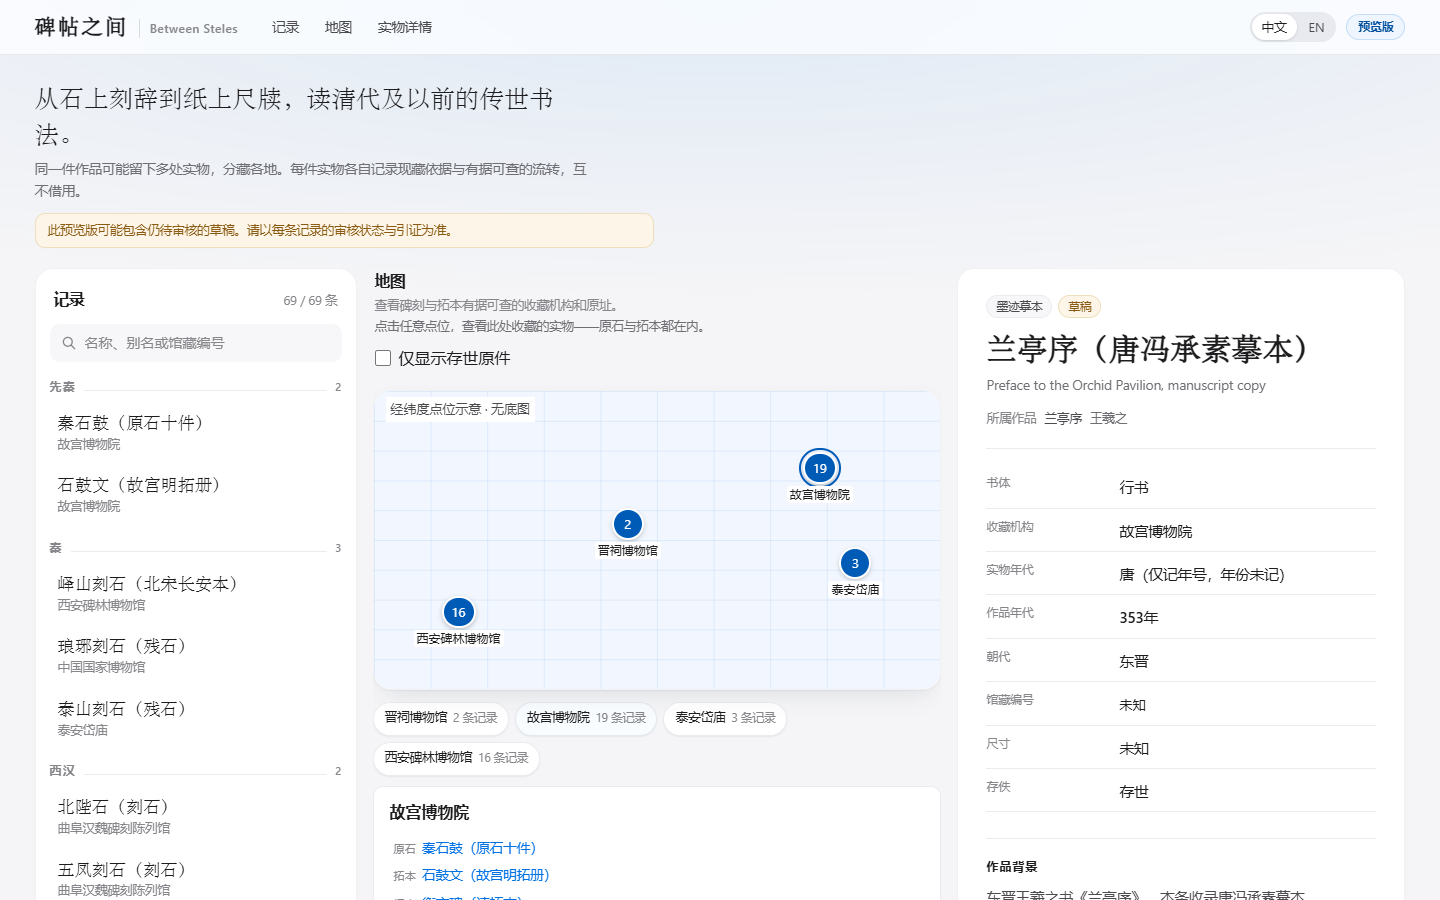 碑帖之间 Between Steles 记录 地图 实物详情 中文 EN 预览版
从石上刻辞到纸上尺牍，读清代及以前的传世书
法。
同一件作品可能留下多处实物，分藏各地。每件实物各自记录现藏依据与有据可查的流转，互
不借用。
此预览版可能包含仍待审核的草稿。请以每条记录的审核状态与引证为准。
记录 69 / 69 条
名称、别名或馆藏编号
先秦 2
秦石鼓（原石十件）
故宫博物院
石鼓文（故宫明拓册）
故宫博物院
秦 3
峄山刻石（北宋长安本）
西安碑林博物馆
琅琊刻石（残石）
中国国家博物馆
泰山刻石（残石）
泰安岱庙
西汉 2
北陛石（刻石）
曲阜汉魏碑刻陈列馆
五凤刻石（刻石）
曲阜汉魏碑刻陈列馆
地图
查看碑刻与拓本有据可查的收藏机构和原址。
点击任意点位，查看此处收藏的实物——原石与拓本都在内。
仅显示存世原件
经纬度点位示意 · 无底图
19
故宫博物院
2
晋祠博物馆
3
泰安岱庙
16
西安碑林博物馆
晋祠博物馆 2 条记录 故宫博物院 19 条记录 泰安岱庙 3 条记录
西安碑林博物馆 16 条记录
故宫博物院
原石 秦石鼓（原石十件）
拓本 石鼓文（故宫明拓册）
墨迹摹本 草稿
兰亭序（唐冯承素摹本）
Preface to the Orchid Pavilion, manuscript copy
所属作品 兰亭序 王羲之
书体 行书
收藏机构 故宫博物院
实物年代 唐（仅记年号，年份未记）
作品年代 353年
朝代 东晋
馆藏编号 未知
尺寸 未知
存佚 存世
作品背景
东晋王羲之书《兰亭序》。本条收录唐冯承素摹本